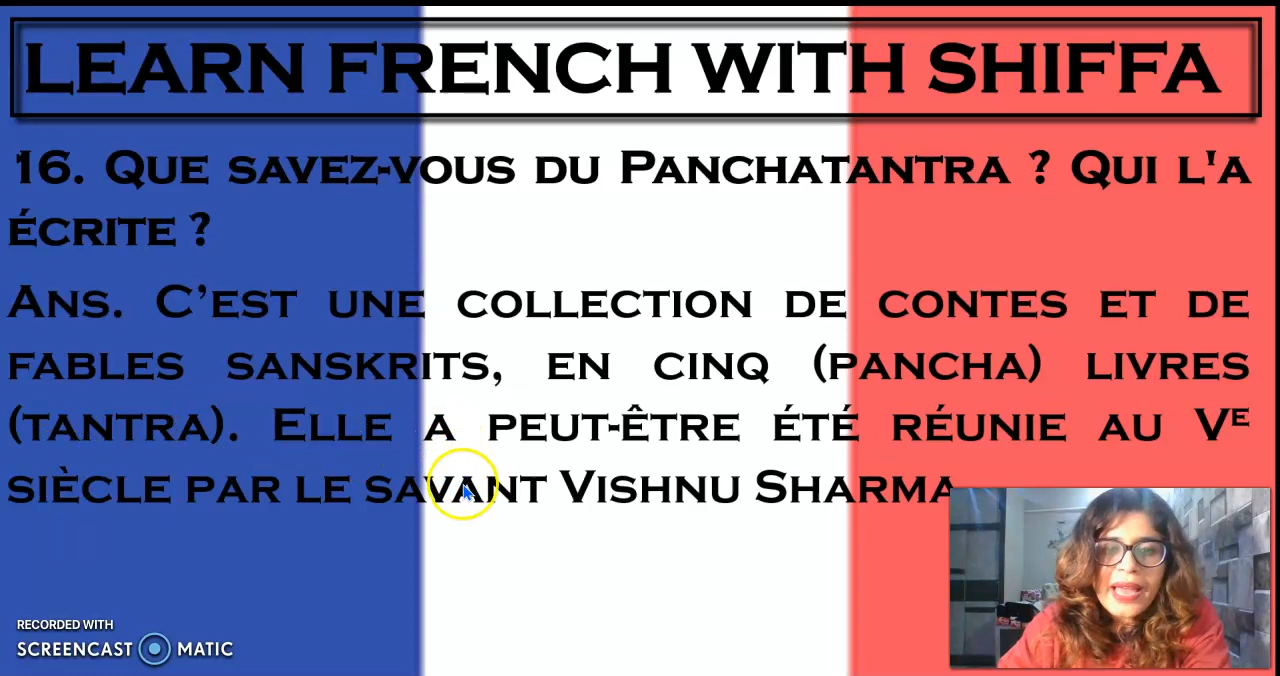 LEARN FRENCH WITH SHIFFA
16. Que savez-vous du Panchatantra ? Qui l'a
écrite ?
Ans. C’est une collection de contes et de
fables sanskrits, en cinq (pancha) livres
(tantra). Elle a peut-être été réunie au Ve
siècle par le savant Vishnu Sharma
RECORDED WITH
SCREENCAST MATIC